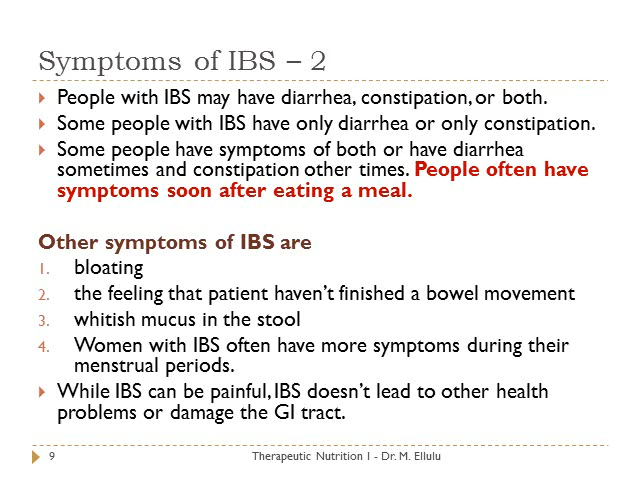 Symptoms of IBS – 2
People with IBS may have diarrhea, constipation, or both.
Some people with IBS have only diarrhea or only constipation.
Some people have symptoms of both or have diarrhea
sometimes and constipation other times. People often have
symptoms soon after eating a meal.
Other symptoms of IBS are
1. bloating
2. the feeling that patient haven't finished a bowel movement
3. whitish mucus in the stool
4. Women with IBS often have more symptoms during their
menstrual periods.
While IBS can be painful, IBS doesn't lead to other health
problems or damage the GI tract.
9 Therapeutic Nutrition I - Dr. M. Ellulu